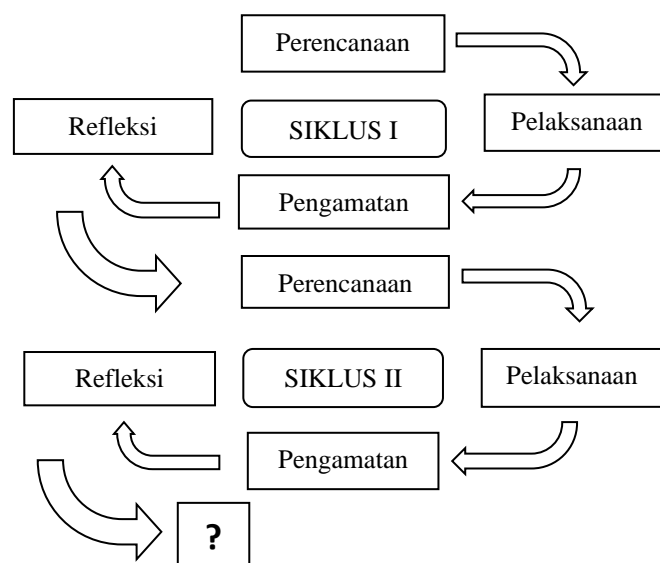 Perencanaan
Refleksi
SIKLUS I
Pelaksanaan
Pengamatan
Perencanaan
Refleksi
SIKLUS II
Pelaksanaan
Pengamatan
?